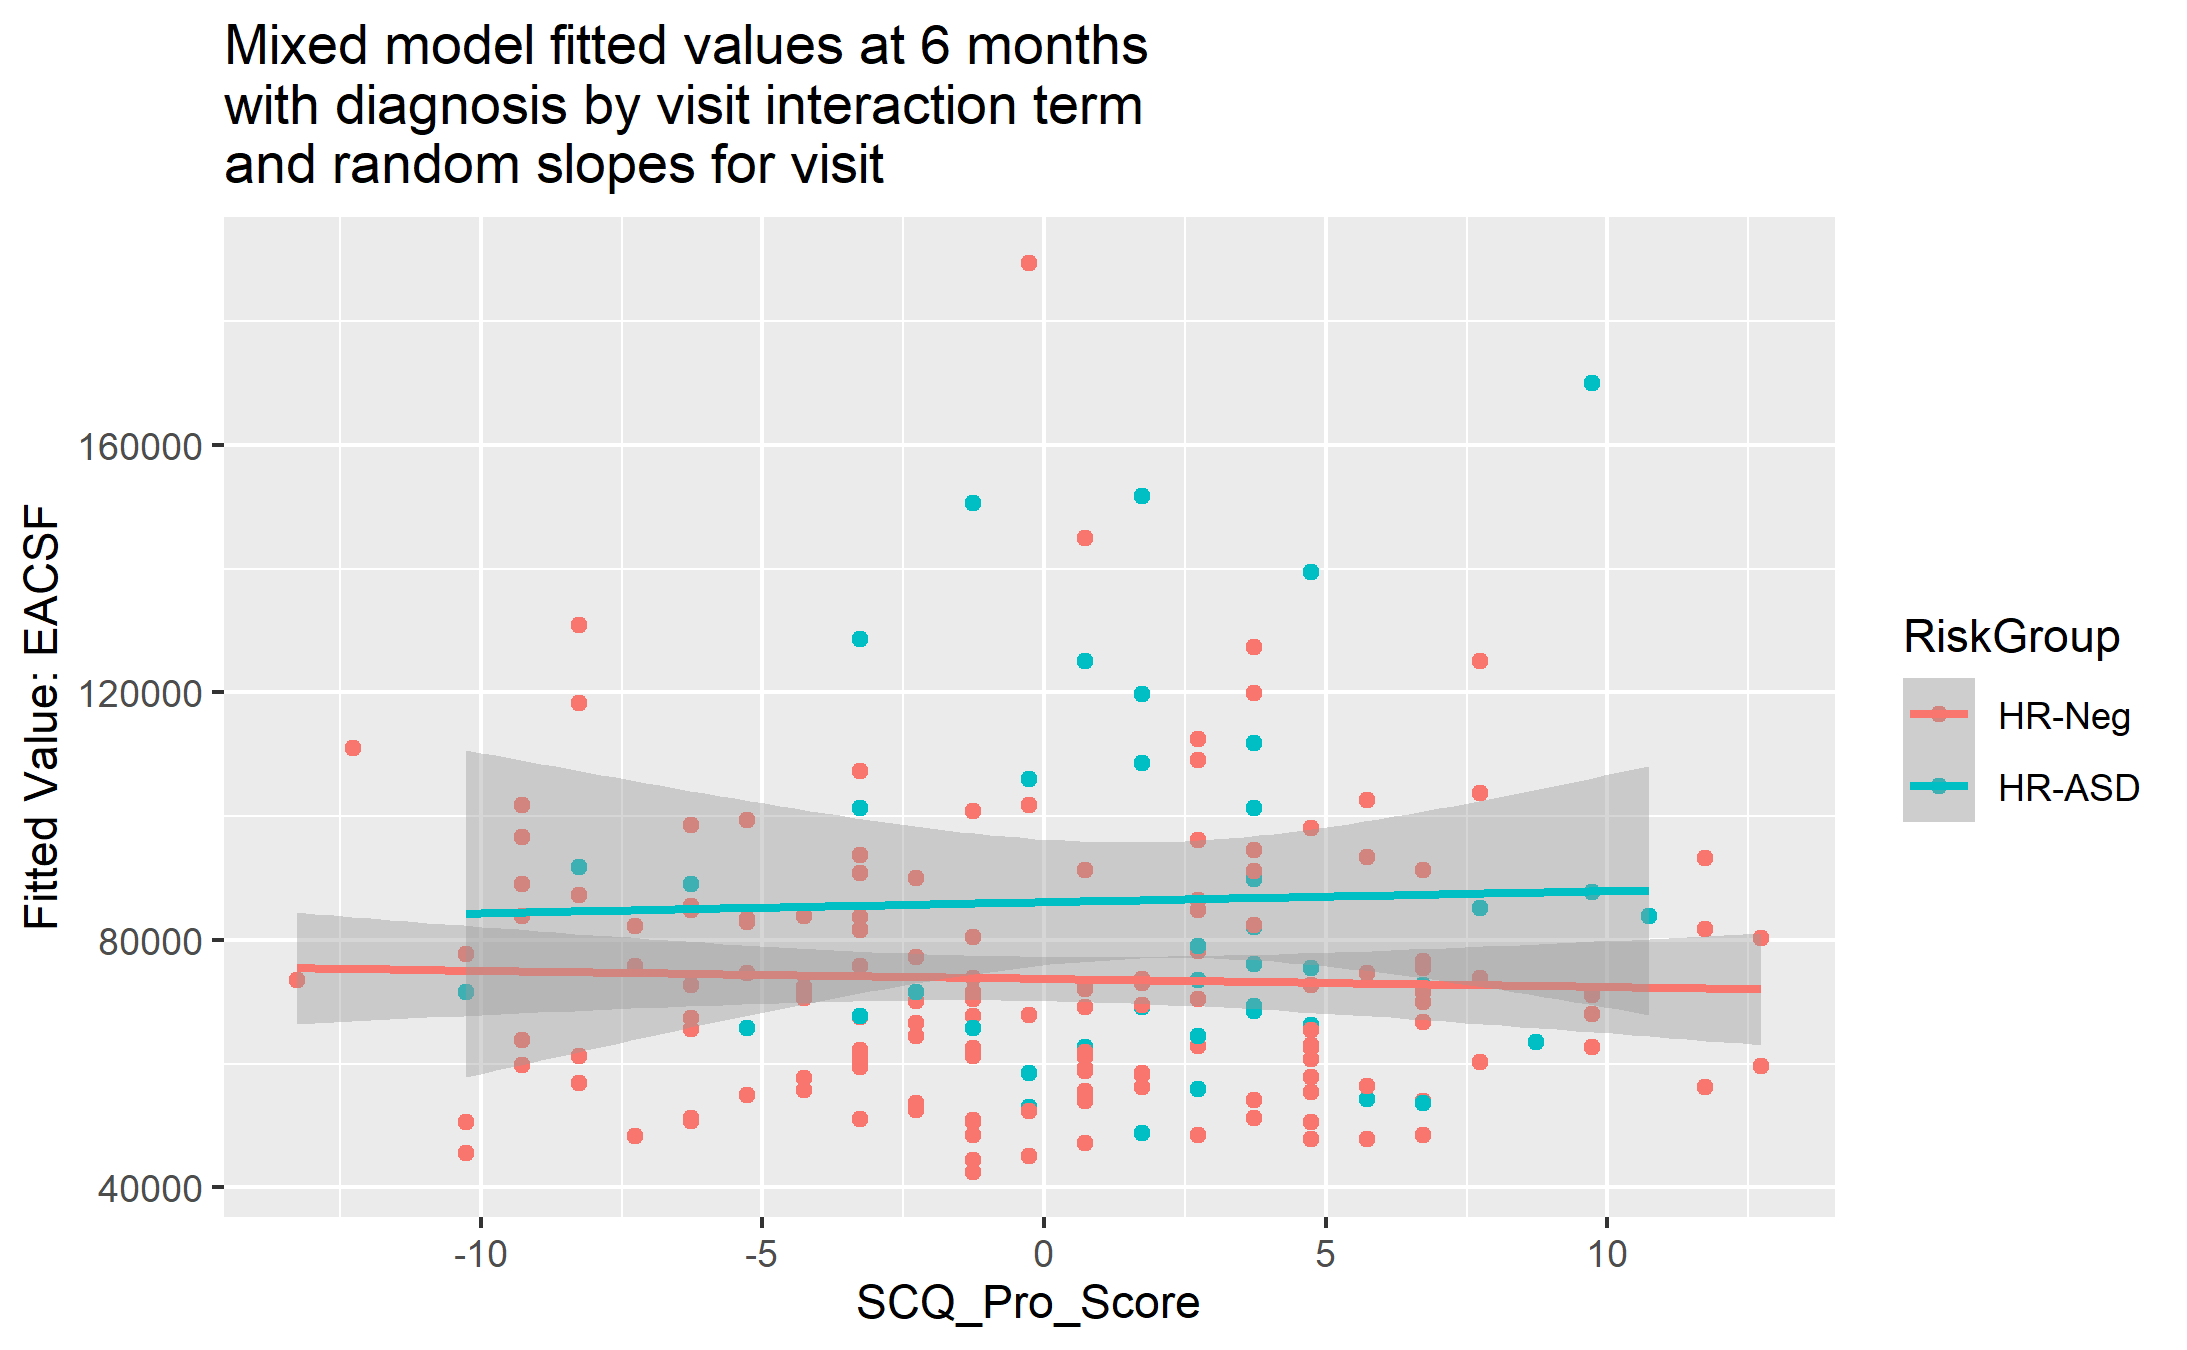 Mixed model fitted values at 6 months
with diagnosis by visit interaction term
and random slopes for visit
Fitted Value: EACSF
160000
120000
80000
40000
-10
-5
0
5
10
SCQ_Pro_Score
RiskGroup
HR-Neg
HR-ASD